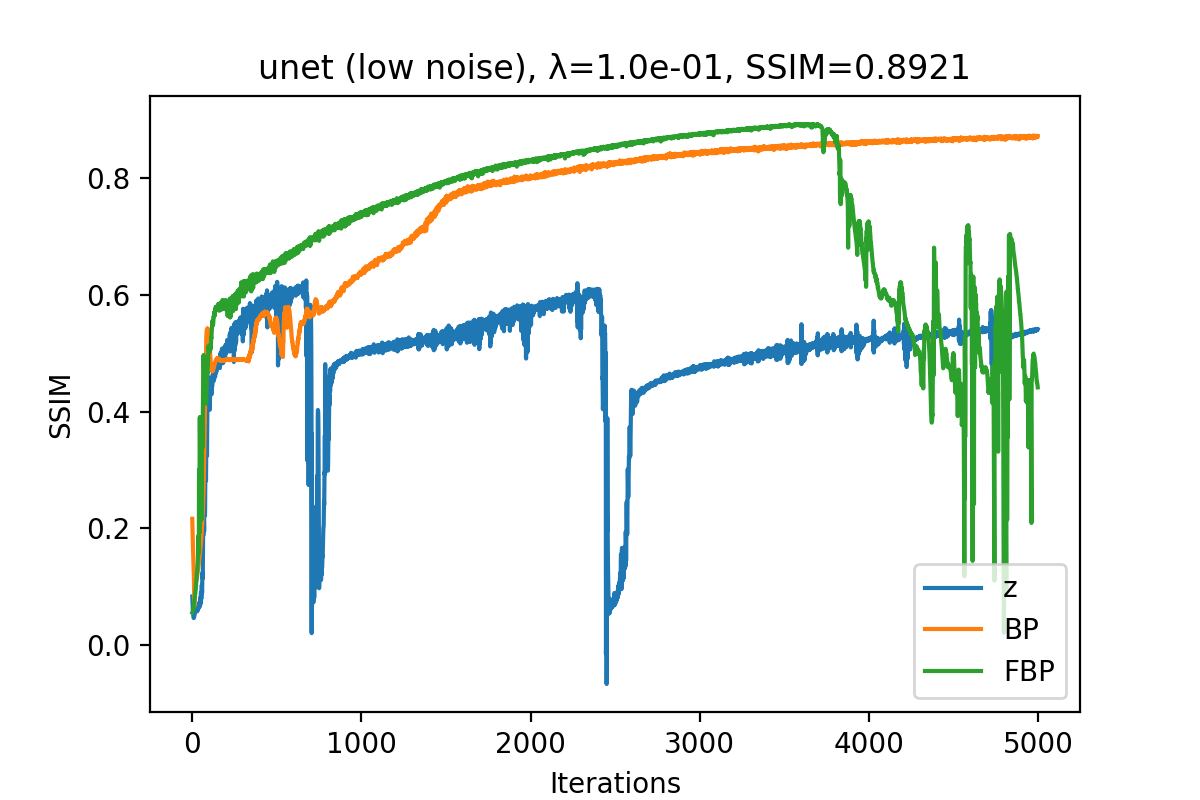 unet (low noise), λ=1.0e-01, SSIM=0.8921
SSIM
0.8
0.6
0.4
0.2
0.0
z
BP
FBP
0 1000 2000 3000 4000 5000
Iterations